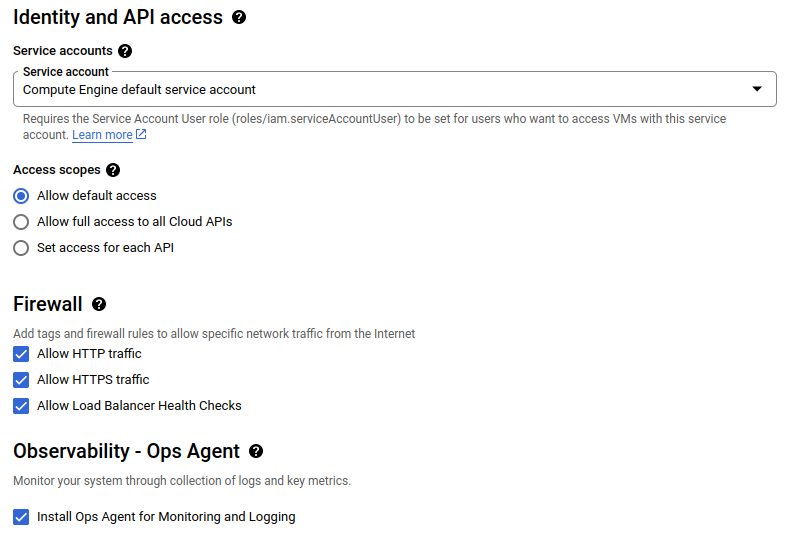 Identity and API access
Service accounts
Service account
Compute Engine default service account
Requires the Service Account User role (roles/iam.serviceAccountUser) to be set for users who want to access VMs with this service
account. Learn more
Access scopes
Allow default access
Allow full access to all Cloud APIs
Set access for each API
Firewall
Add tags and firewall rules to allow specific network traffic from the Internet
Allow HTTP traffic
Allow HTTPS traffic
Allow Load Balancer Health Checks
Observability - Ops Agent
Monitor your system through collection of logs and key metrics.
Install Ops Agent for Monitoring and Logging